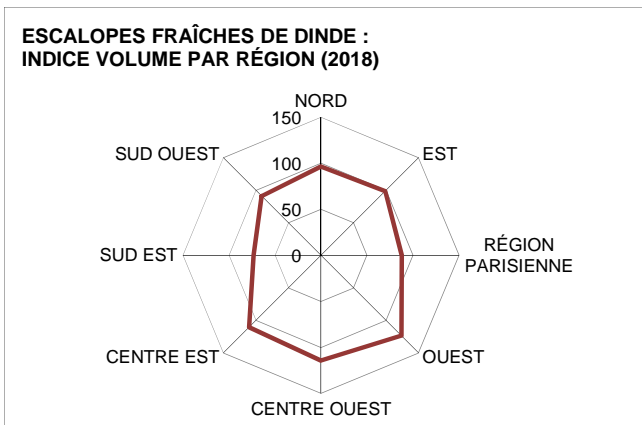 ESCALOPES FRAÎCHES DE DINDE :
INDICE VOLUME PAR RÉGION (2018)
NORD
150
SUD OUEST
EST
100
50
SUD EST
0
RÉGION
PARISIENNE
CENTRE EST
OUEST
CENTRE OUEST